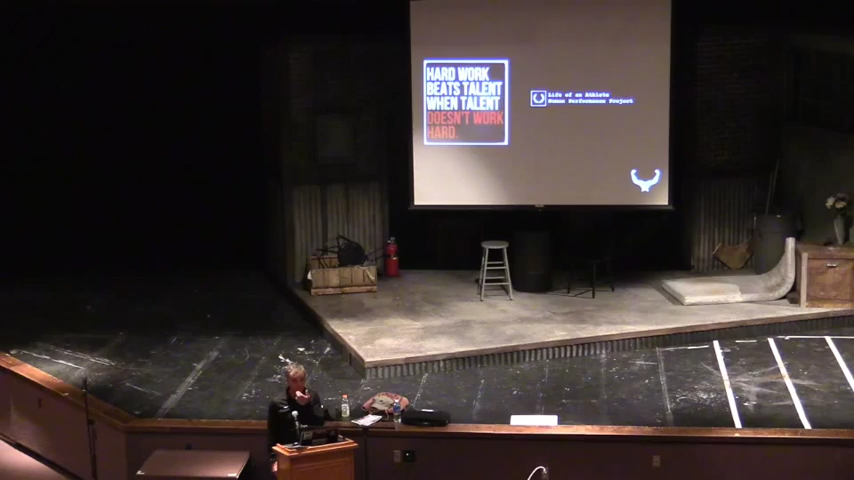 HARD WORK
BEATS TALENT
WHEN TALENT
DOESN'T WORK
HARD.
Life of an Athlete
Human Performance Project